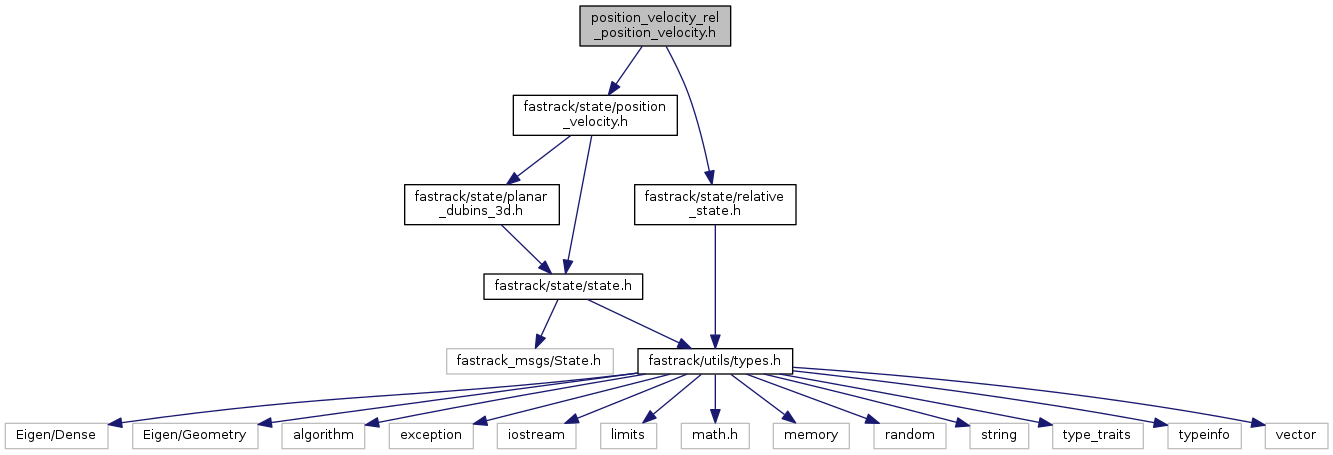 position_velocity_rel
_position_velocity.h
fastrack/state/position
_velocity.h
fastrack/state/planar
_dubins_3d.h
fastrack/state/relative
_state.h
fastrack/state/state.h
fastrack_msgs/State.h
fastrack/utils/types.h
Eigen/Dense
Eigen/Geometry
algorithm
exception
iostream
limits
math.h
memory
random
string
type_traits
typeinfo
vector